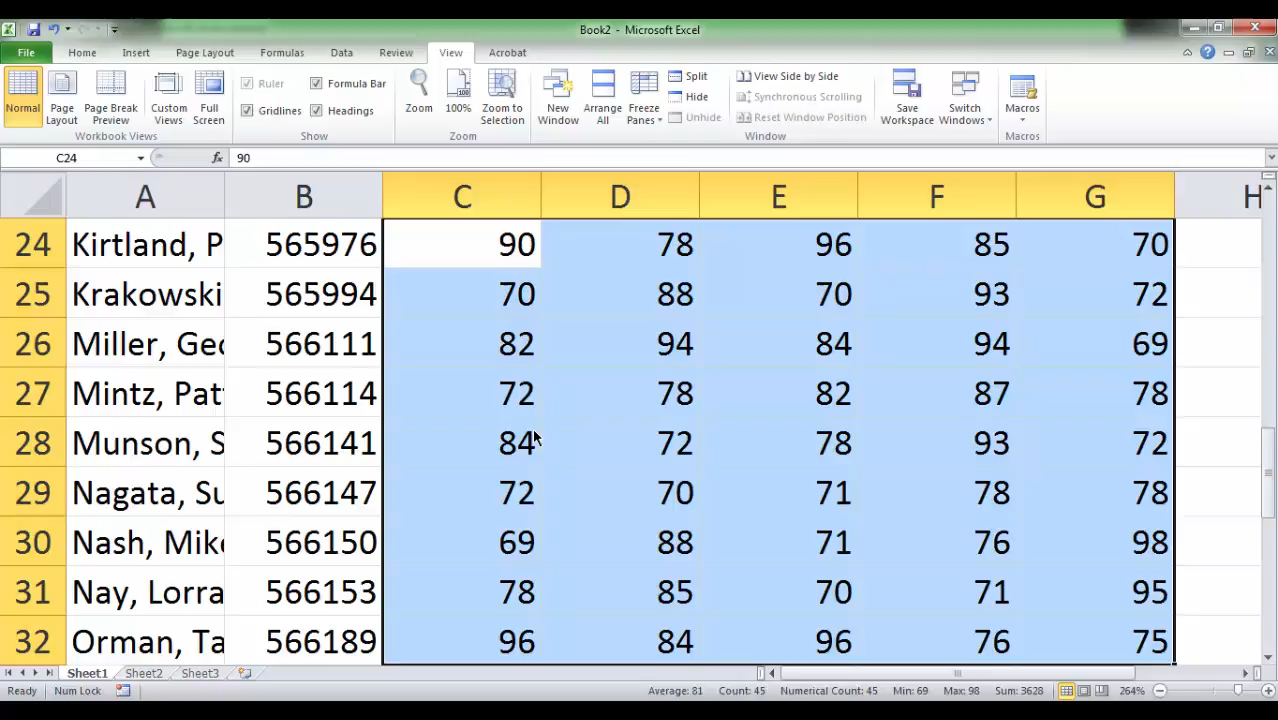 Book2 - Microsoft Excel
File Home Insert Page Layout Formulas Data Review View Acrobat
Normal Page Layout Page Break Preview Custom Views Full Screen
Workbook Views
Ruler Formula Bar
Gridlines Headings
Show
Zoom 100% Zoom to Selection
Zoom
New Window Arrange All Freeze Panes
Split
Hide
Unhide
View Side by Side
Synchronous Scrolling
Reset Window Position
Window
Save Workspace Switch Windows
Macros
Macros
C24 fx 90
A B C D E F G H
24 Kirtland, P 565976 90 78 96 85 70
25 Krakowski 565994 70 88 70 93 72
26 Miller, Geo 566111 82 94 84 94 69
27 Mintz, Pat 566114 72 78 82 87 78
28 Munson, S 566141 84 72 78 93 72
29 Nagata, Su 566147 72 70 71 78 78
30 Nash, Mike 566150 69 88 71 76 98
31 Nay, Lorra 566153 78 85 70 71 95
32 Orman, Ta 566189 96 84 96 76 75
Sheet1 Sheet2 Sheet3
Ready Num Lock Average: 81 Count: 45 Numerical Count: 45 Min: 69 Max: 98 Sum: 3628 264%